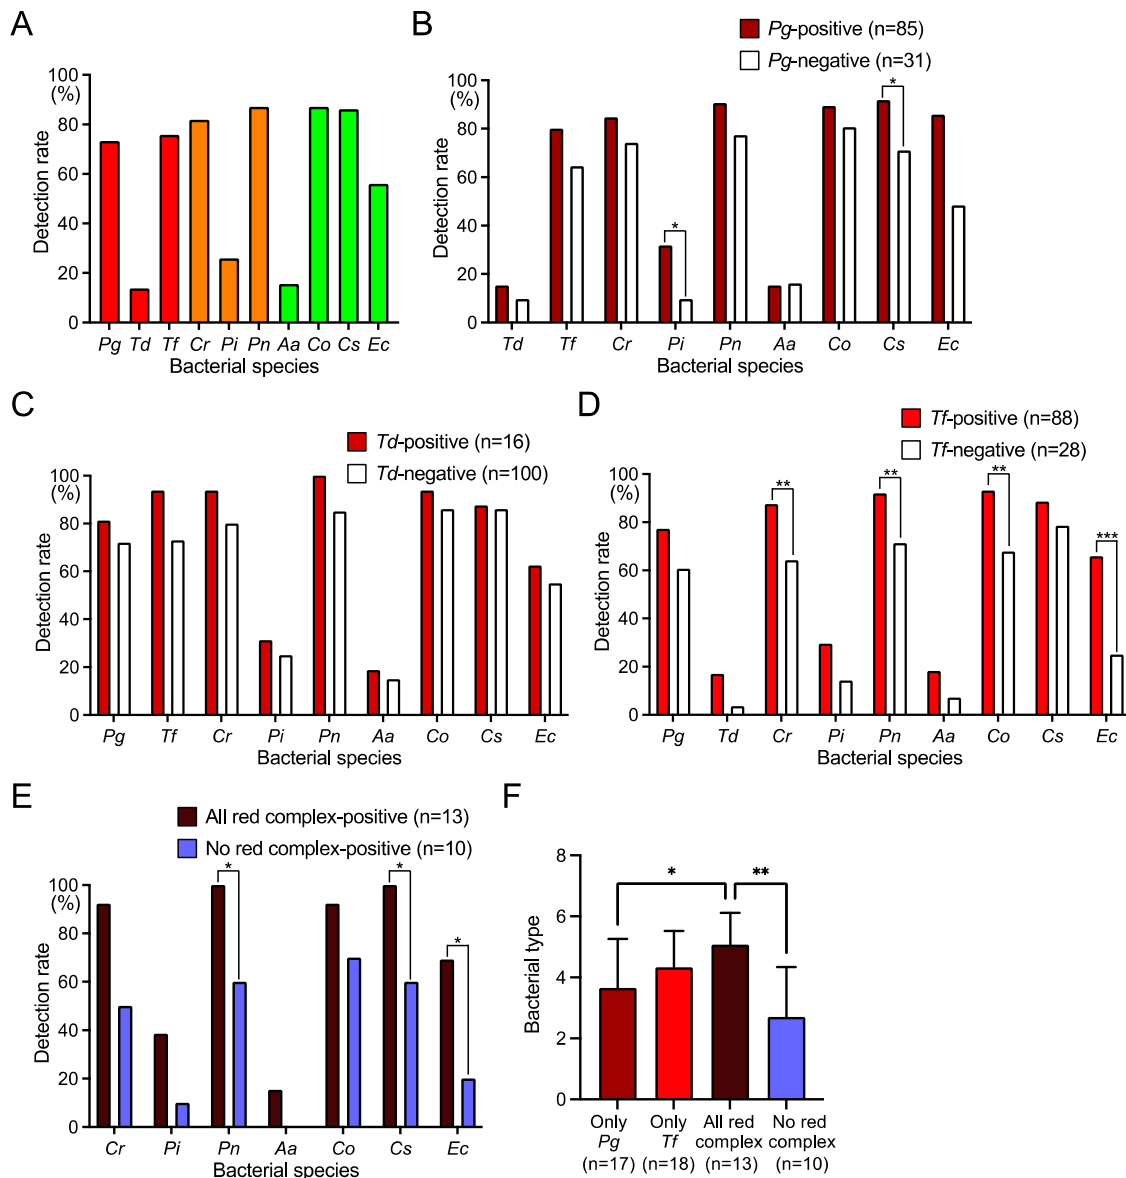 A
100
(%)
80
60
40
20
0
Detection rate
Pg Td Tf Cr Pi Pn Aa Co Cs Ec
Bacterial species
B
Pg-positive (n=85)
Pg-negative (n=31)
100
(%)
80
60
40
20
0
Detection rate
* *
Td Tf Cr Pi Pn Aa Co Cs Ec
Bacterial species
C
Td-positive (n=16)
Td-negative (n=100)
100
(%)
80
60
40
20
0
Detection rate
Pg Tf Cr Pi Pn Aa Co Cs Ec
Bacterial species
D
Tf-positive (n=88)
Tf-negative (n=28)
100
(%)
80
60
40
20
0
Detection rate
** ** ** ***
Pg Td Cr Pi Pn Aa Co Cs Ec
Bacterial species
E
All red complex-positive (n=13)
No red complex-positive (n=10)
100
(%)
80
60
40
20
0
Detection rate
* * *
Cr Pi Pn Aa Co Cs Ec
Bacterial species
F
8
6
4
2
0
Bacterial type
* **
Only Only All red No red
Pg Tf complex complex
(n=17) (n=18) (n=13) (n=10)